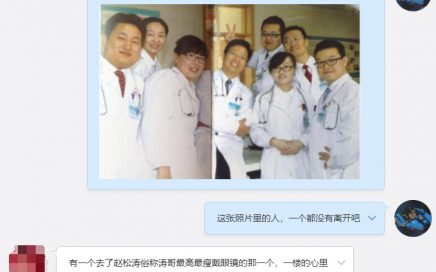 这张照片里的人，一个都没有离开吧
有一个去了赵松涛俗称涛哥最高最瘦戴眼镜的那一个，一楼的心里